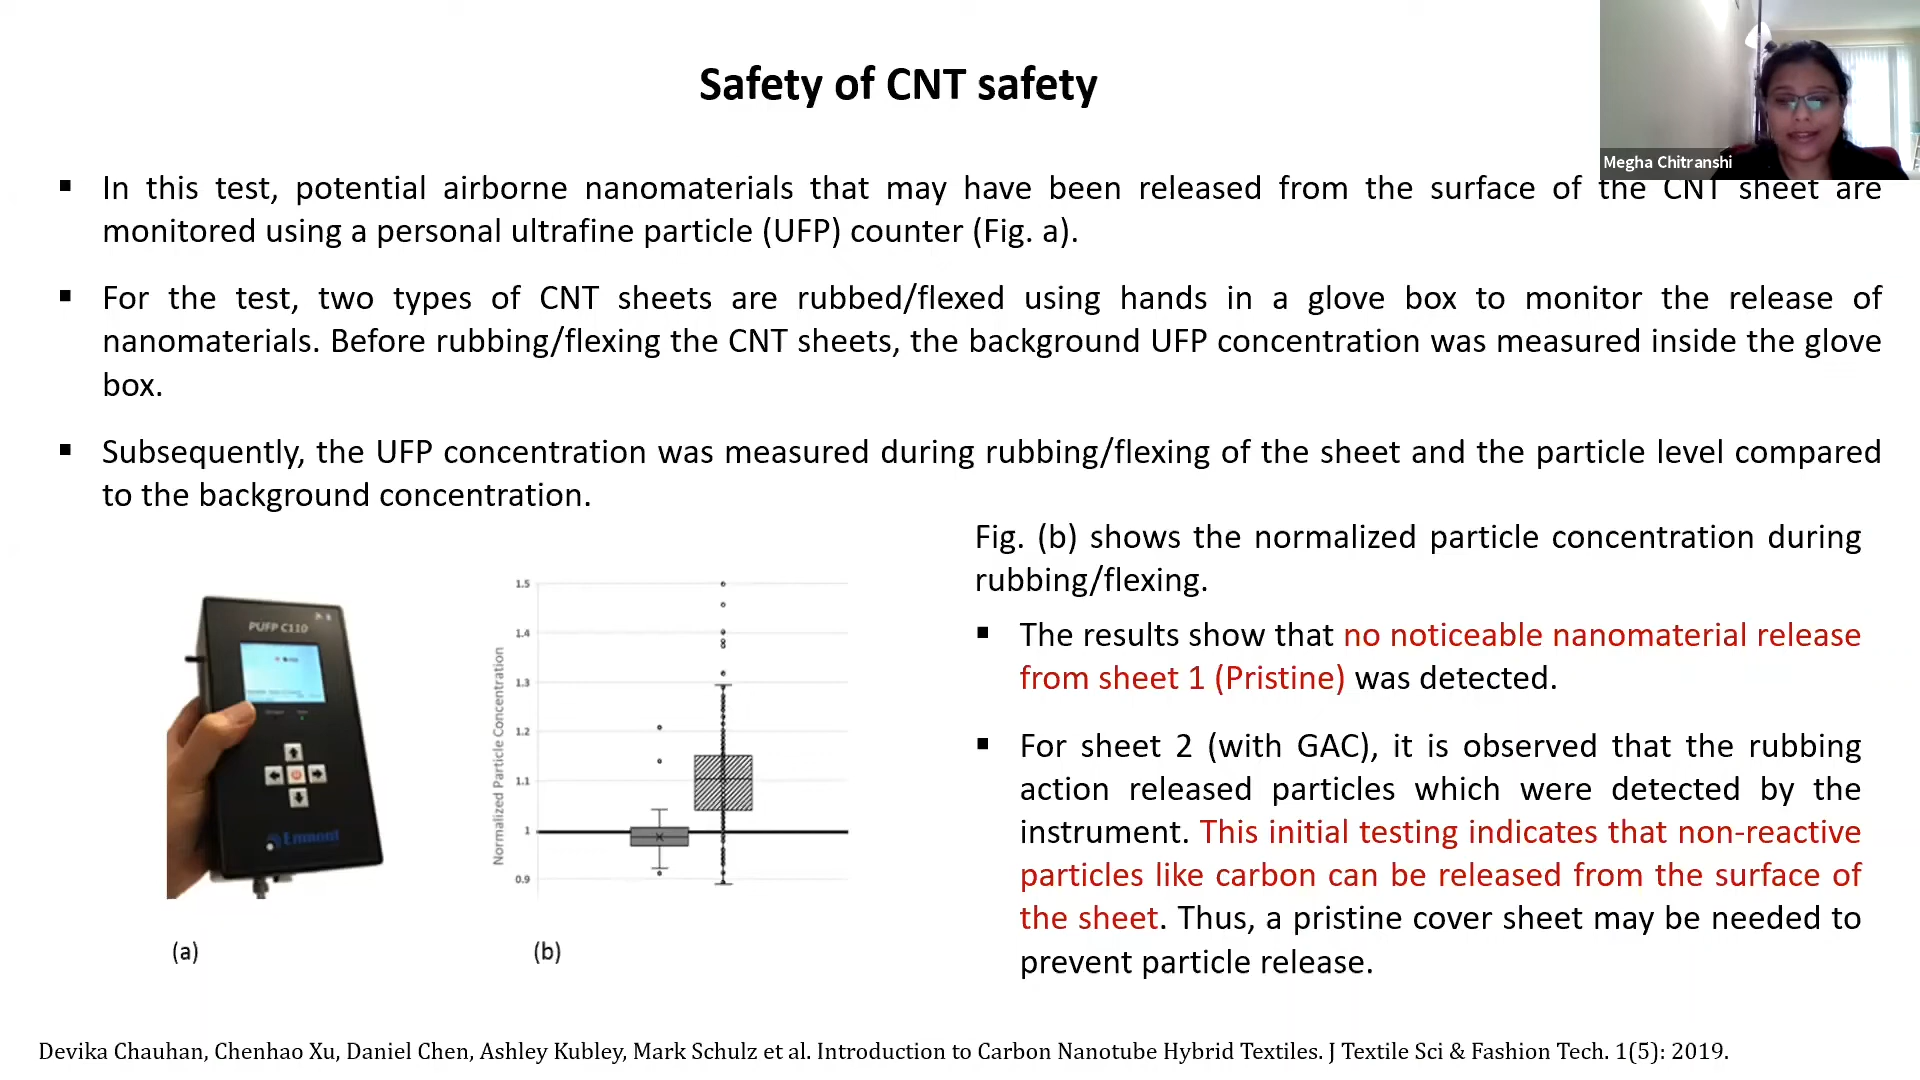 Safety of CNT safety
Megha Chitranshi
▪ In this test, potential airborne nanomaterials that may have been released from the surface of the CNT sheet are
monitored using a personal ultrafine particle (UFP) counter (Fig. a).
▪ For the test, two types of CNT sheets are rubbed/flexed using hands in a glove box to monitor the release of
nanomaterials. Before rubbing/flexing the CNT sheets, the background UFP concentration was measured inside the glove
box.
▪ Subsequently, the UFP concentration was measured during rubbing/flexing of the sheet and the particle level compared
to the background concentration.
PUFP C110
Enmont
(a)
Normalized Particle Concentration
1.5
1.4
1.3
1.2
1.1
1
0.9
(b)
Fig. (b) shows the normalized particle concentration during
rubbing/flexing.
▪ The results show that no noticeable nanomaterial release
from sheet 1 (Pristine) was detected.
▪ For sheet 2 (with GAC), it is observed that the rubbing
action released particles which were detected by the
instrument. This initial testing indicates that non-reactive
particles like carbon can be released from the surface of
the sheet. Thus, a pristine cover sheet may be needed to
prevent particle release.
Devika Chauhan, Chenhao Xu, Daniel Chen, Ashley Kubley, Mark Schulz et al. Introduction to Carbon Nanotube Hybrid Textiles. J Textile Sci & Fashion Tech. 1(5): 2019.